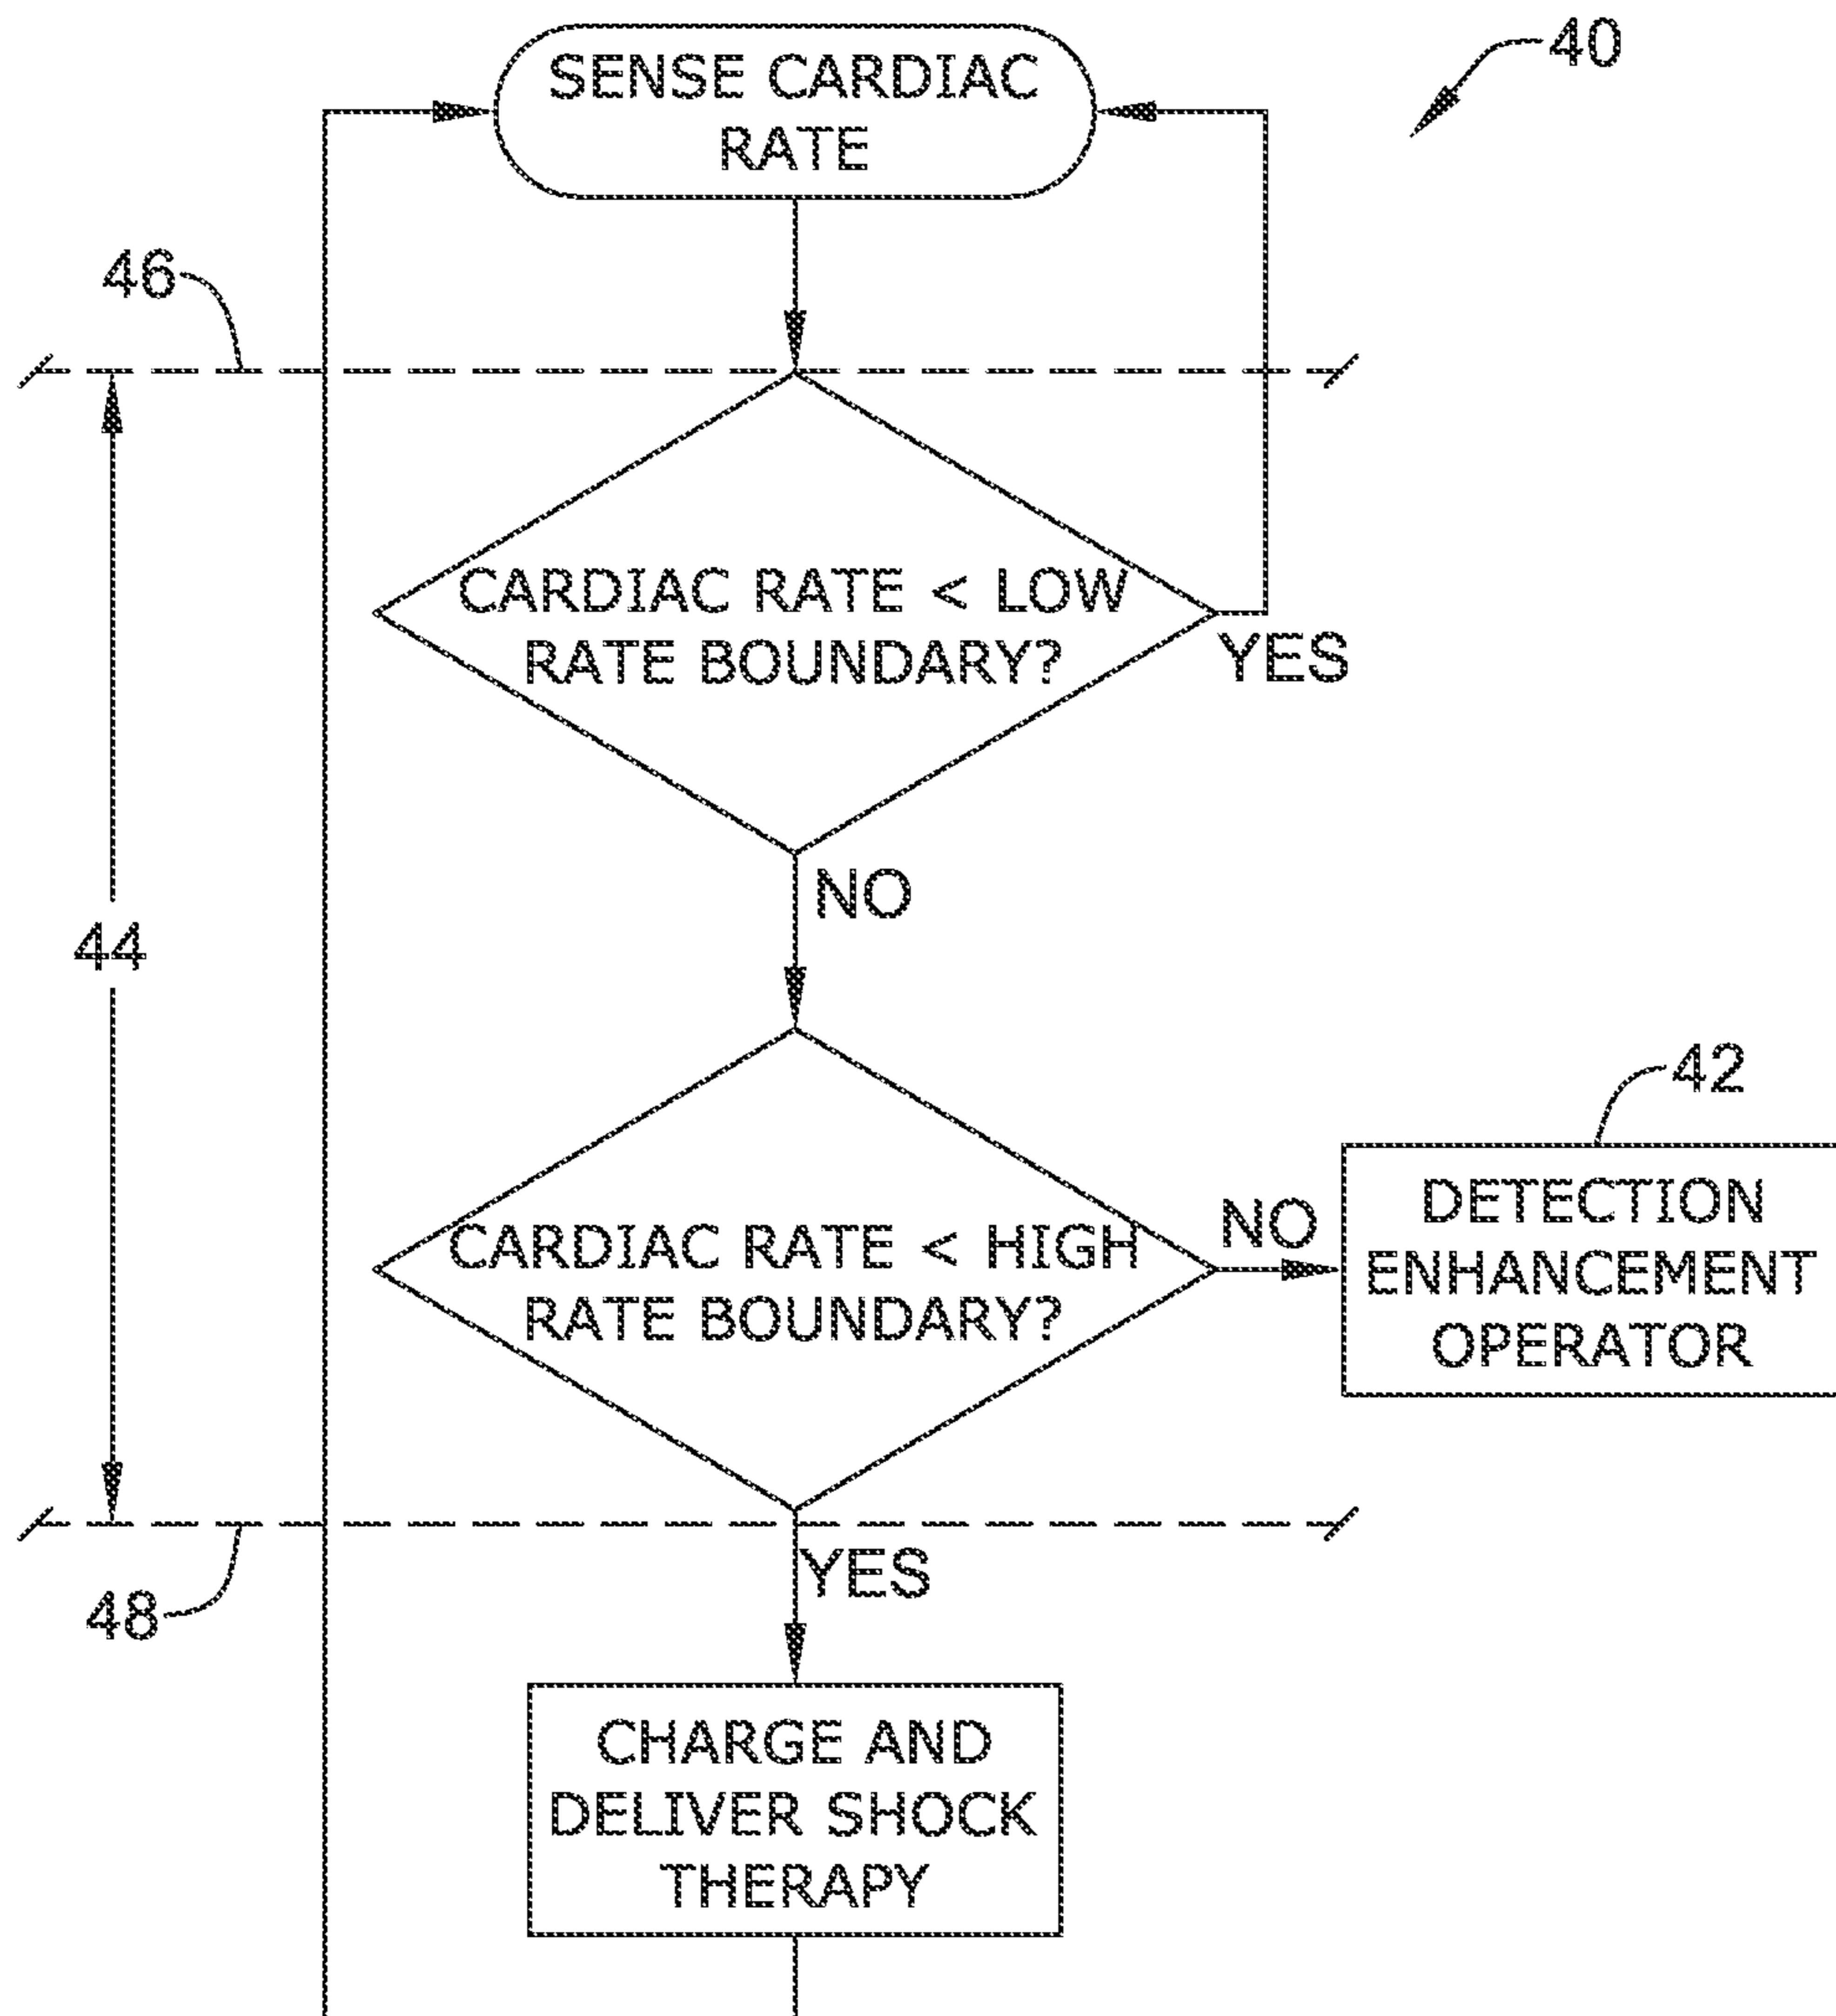 40
SENSE CARDIAC
RATE
46
CARDIAC RATE < LOW
RATE BOUNDARY?
YES
NO
44
42
DETECTION
ENHANCEMENT
OPERATOR
NO
CARDIAC RATE < HIGH
RATE BOUNDARY?
YES
48
CHARGE AND
DELIVER SHOCK
THERAPY